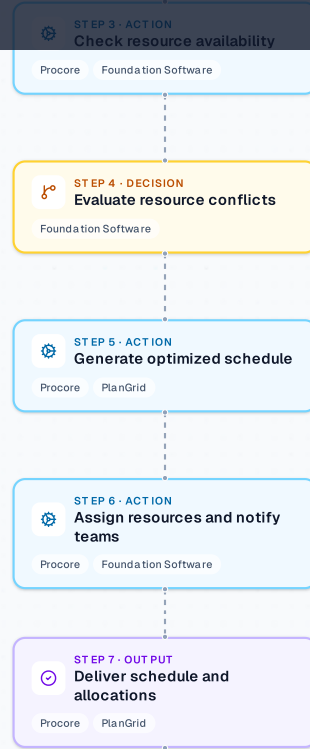 STEP 3 · ACTION
Check resource availability
Procore Foundation Software
STEP 4 · DECISION
Evaluate resource conflicts
Foundation Software
STEP 5 · ACTION
Generate optimized schedule
Procore PlanGrid
STEP 6 · ACTION
Assign resources and notify
teams
Procore Foundation Software
STEP 7 · OUTPUT
Deliver schedule and
allocations
Procore PlanGrid